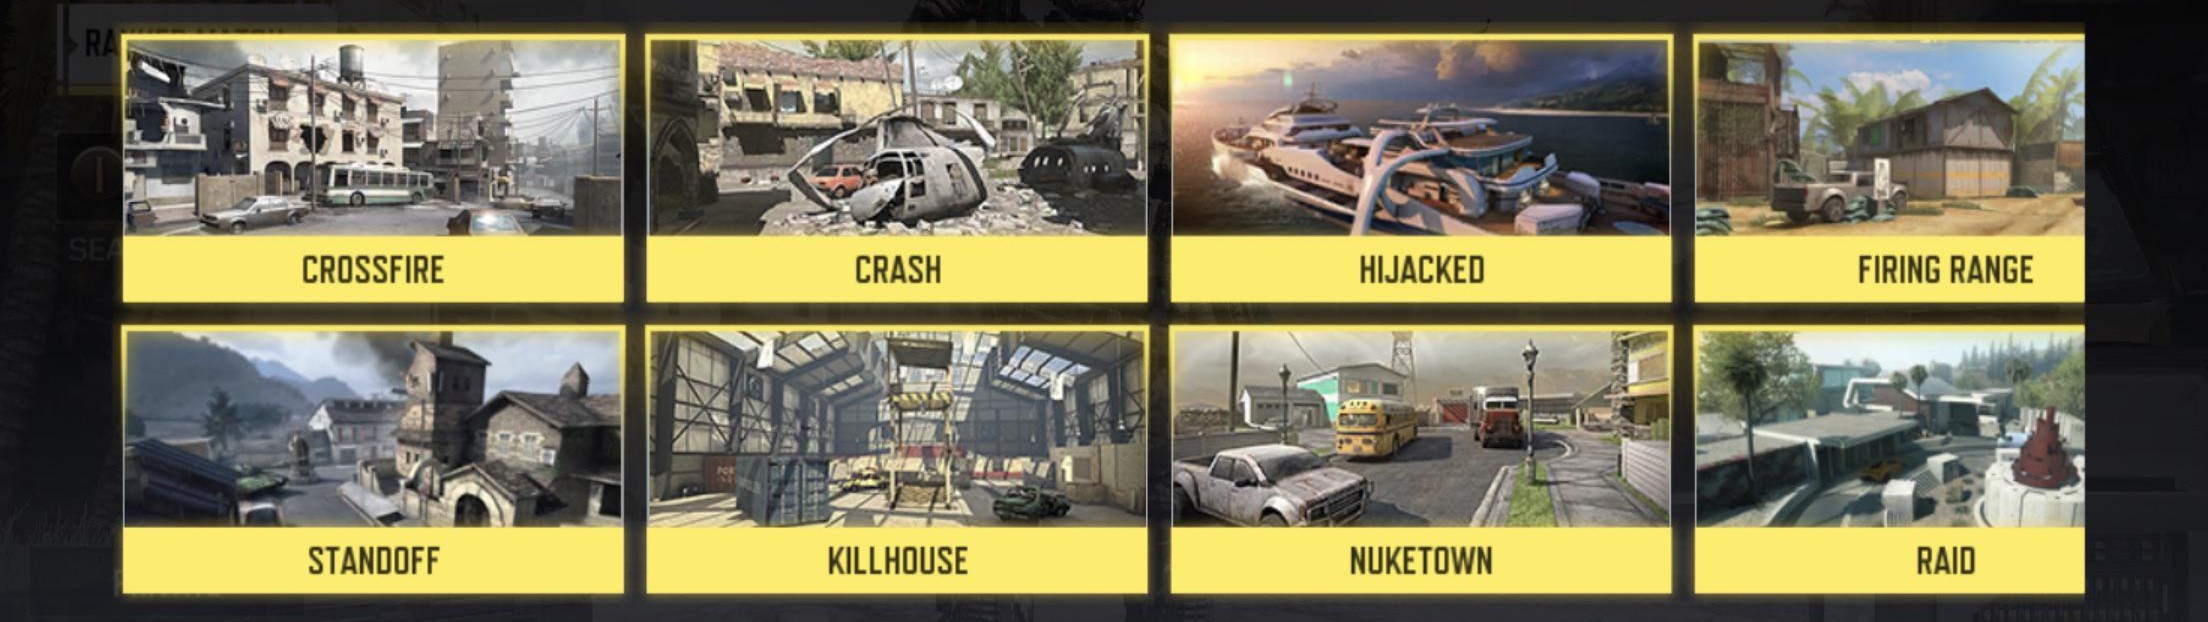 CROSSFIRE
CRASH
HIJACKED
FIRING RANGE
STANDOFF
KILLHOUSE
NUKETOWN
RAID